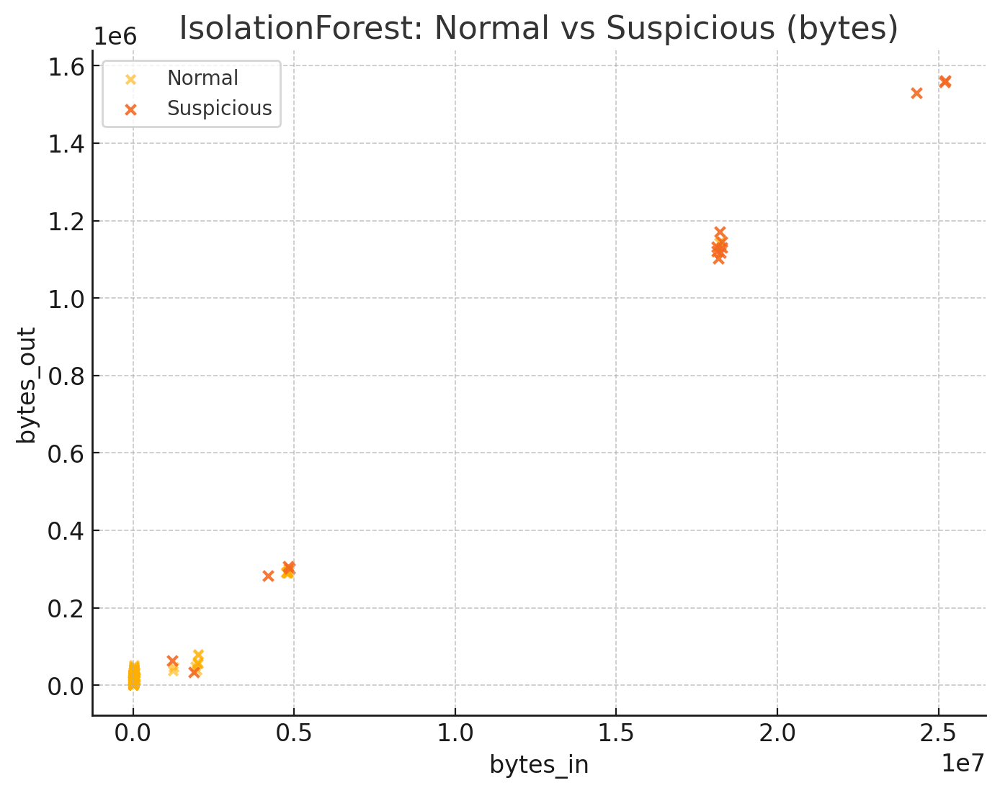 IsolationForest: Normal vs Suspicious (bytes)
1e6
Normal
Suspicious
1.6
1.4
1.2
1.0
0.8
0.6
0.4
0.2
0.0
bytes_out
0.0 0.5 1.0 1.5 2.0 2.5
1e7
bytes_in